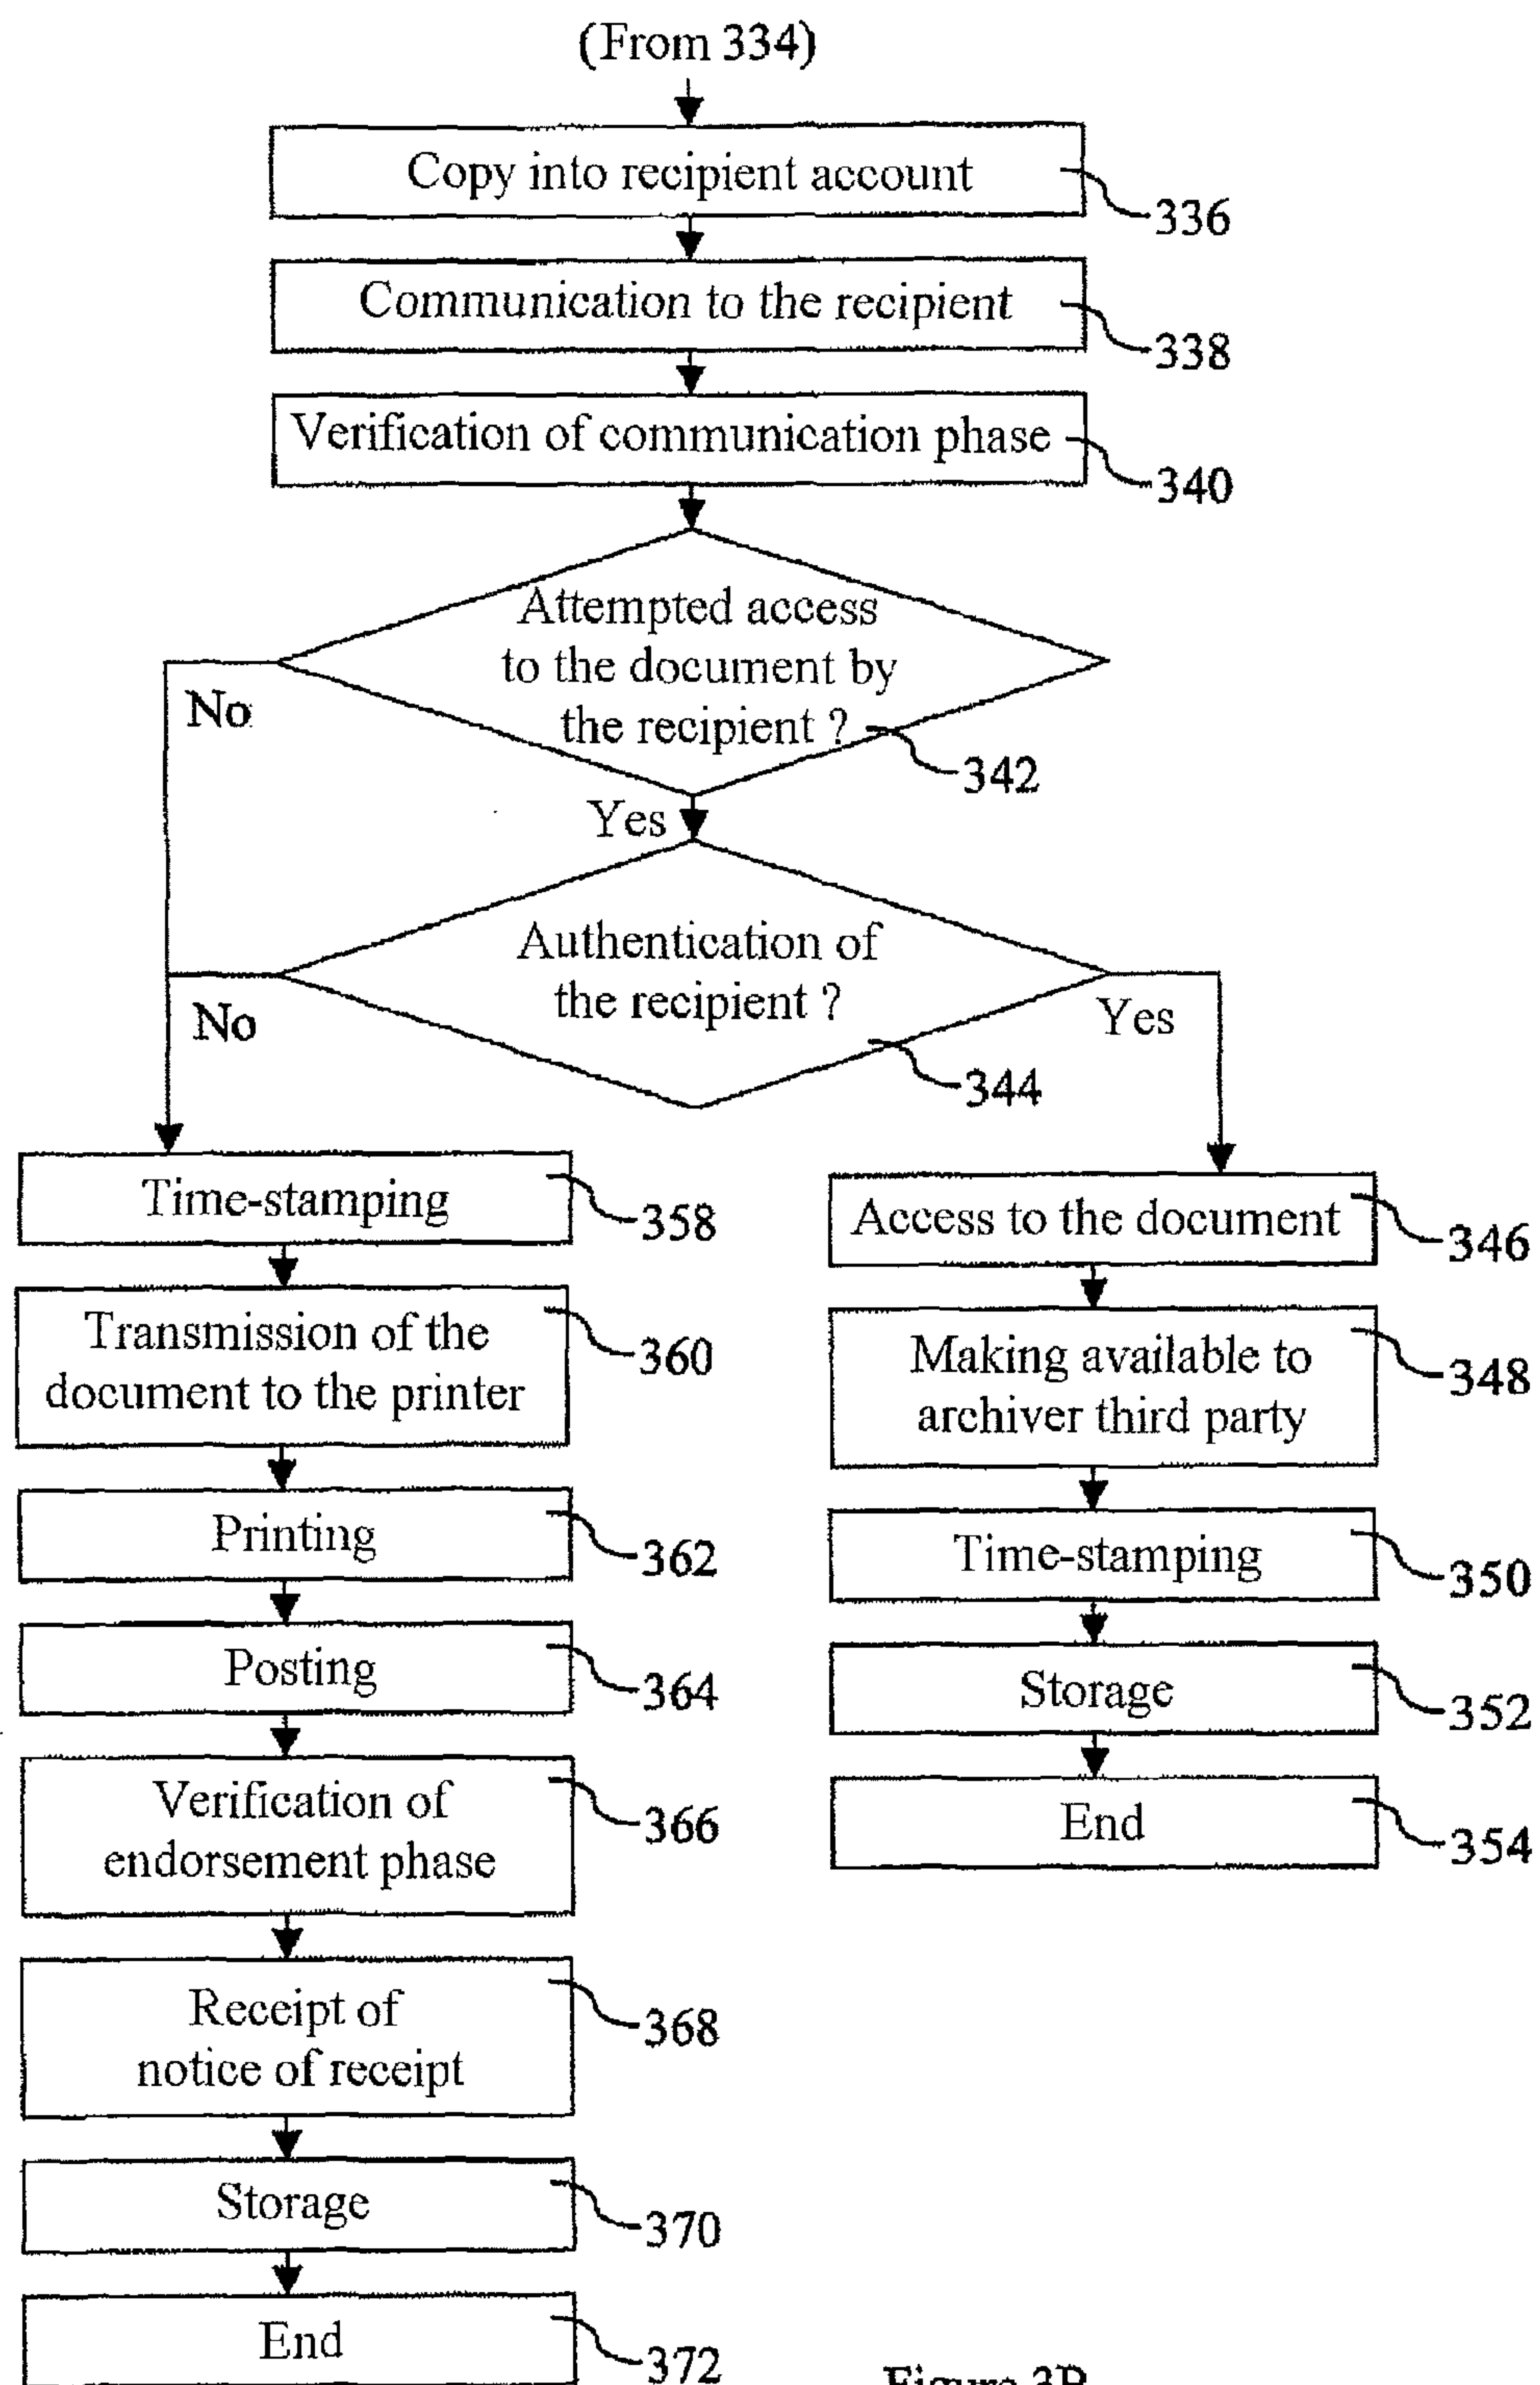 (From 334)
Copy into recipient account
336
Communication to the recipient
338
Verification of communication phase
340
Attempted access
to the document by
the recipient ?
342
No
Yes
Authentication of
the recipient ?
344
No
Yes
Time-stamping
358
Transmission of the
document to the printer
360
Printing
362
Posting
364
Verification of
endorsement phase
366
Receipt of
notice of receipt
368
Storage
370
End
372
Access to the document
346
Making available to
archiver third party
348
Time-stamping
350
Storage
352
End
354
Figure 3B